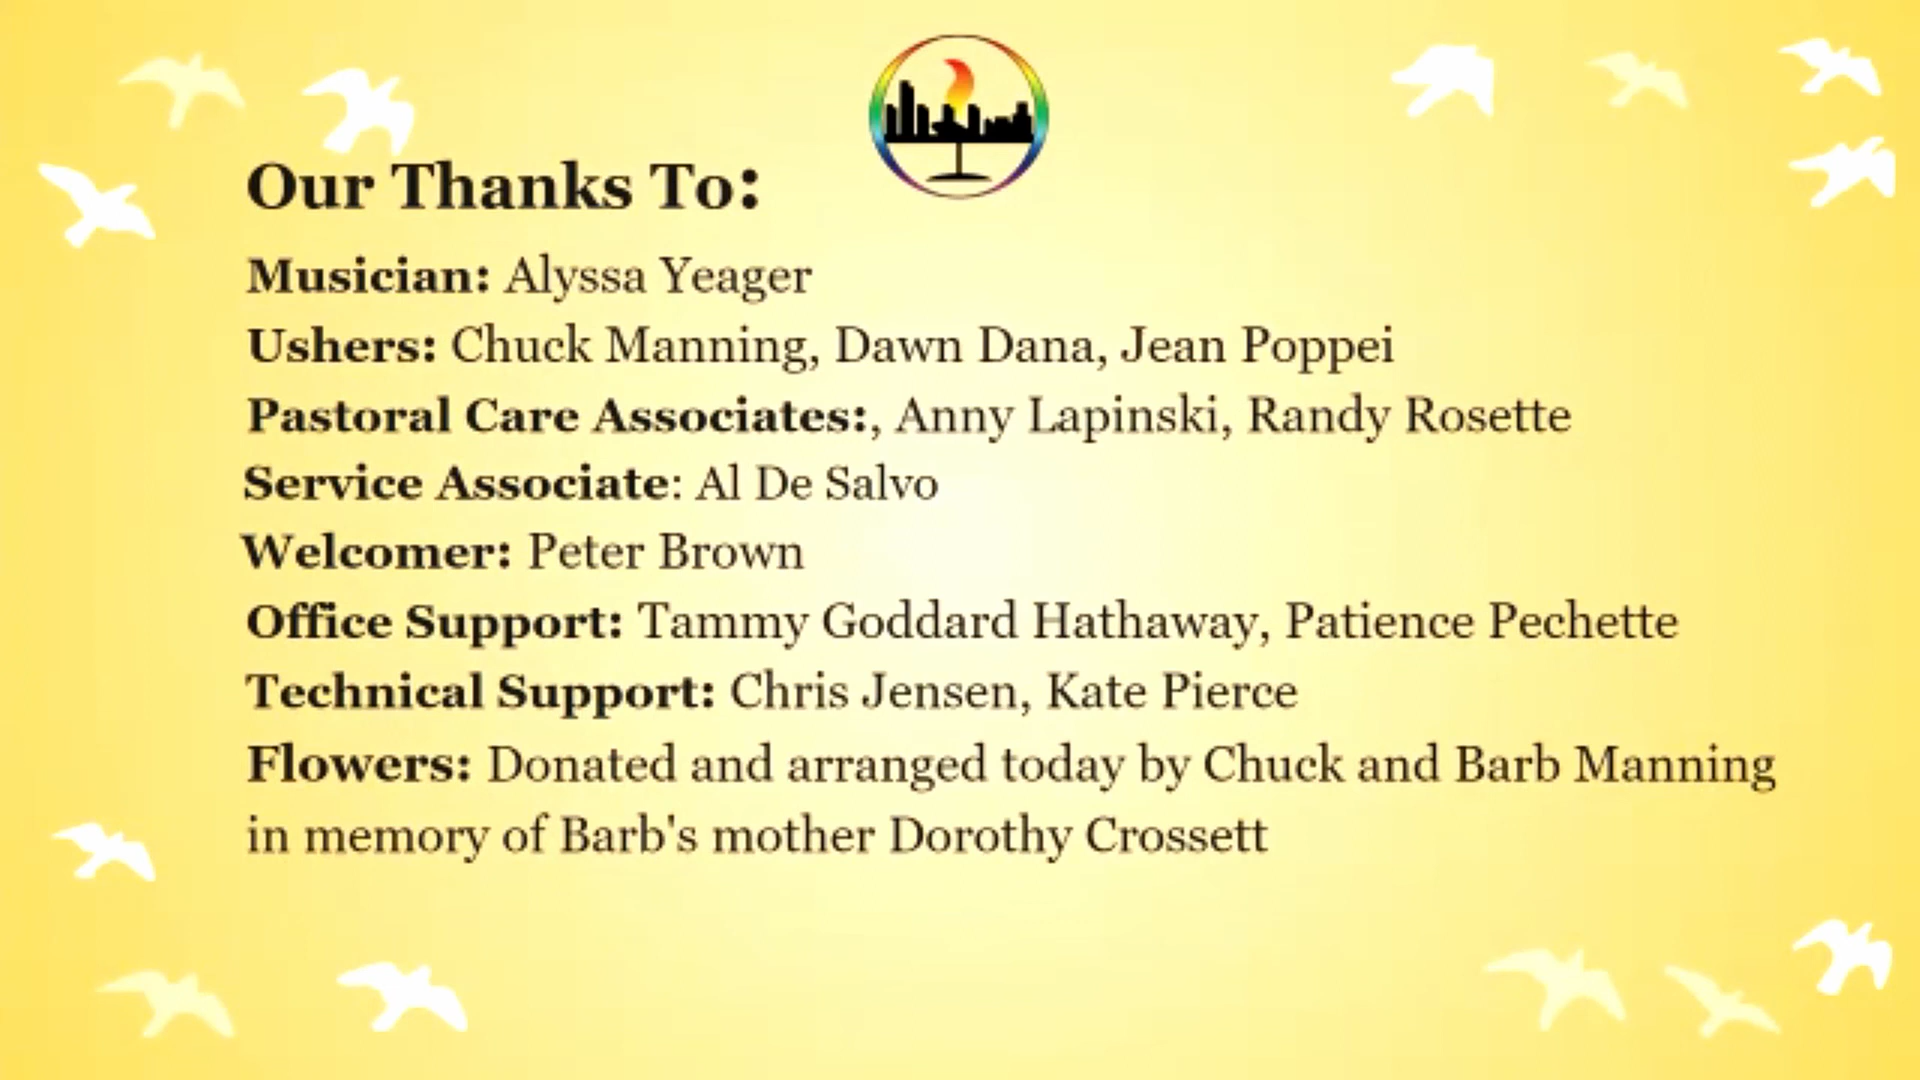 Our Thanks To:
Musician: Alyssa Yeager
Ushers: Chuck Manning, Dawn Dana, Jean Poppei
Pastoral Care Associates:, Anny Lapinski, Randy Rosette
Service Associate: Al De Salvo
Welcomer: Peter Brown
Office Support: Tammy Goddard Hathaway, Patience Pechette
Technical Support: Chris Jensen, Kate Pierce
Flowers: Donated and arranged today by Chuck and Barb Manning
in memory of Barb's mother Dorothy Crossett